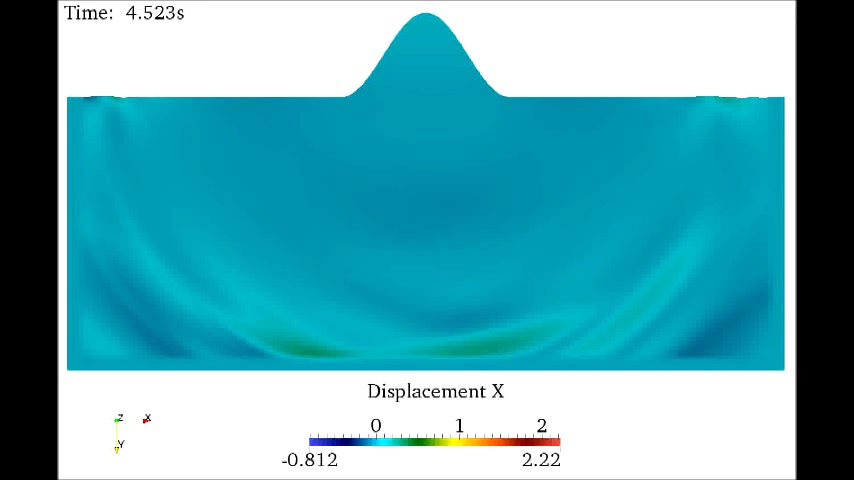 Time: 4.523s
Displacement X
0 1 2
-0.812 2.22
Z X
Y